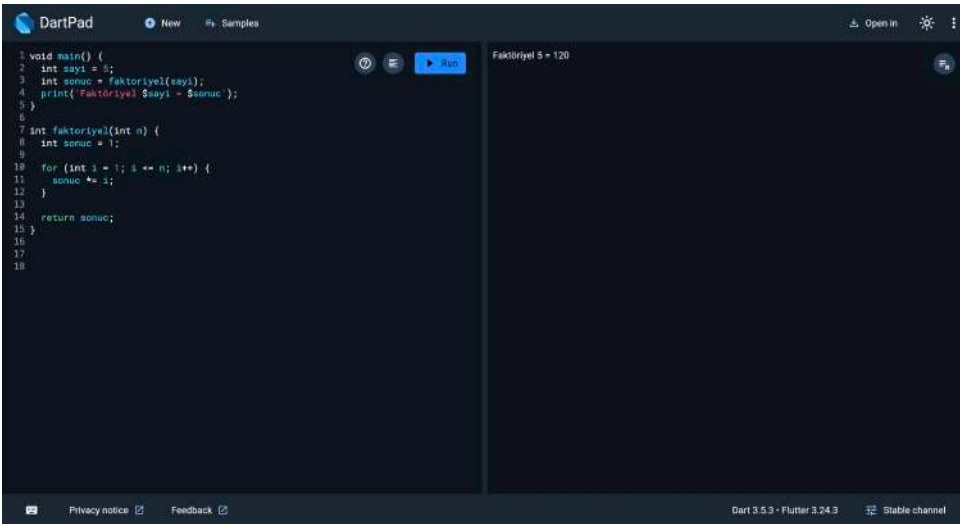 DartPad
New
Samples
Open in
1 void main() {
2 int sayi = 5;
3 int sonuc = faktoriyel(sayi);
4 print('Faktöriyel $sayi = $sonuc');
5 }
6
7 int faktoriyel(int n) {
8 int sonuc = 1;
9
10 for (int i = 1; i <= n; i++) {
11 sonuc *= i;
12 }
13
14 return sonuc;
15 }
16
17
18
Run
Faktöriyel 5 = 120
Privacy notice
Feedback
Dart 3.5.3 • Flutter 3.24.3
Stable channel